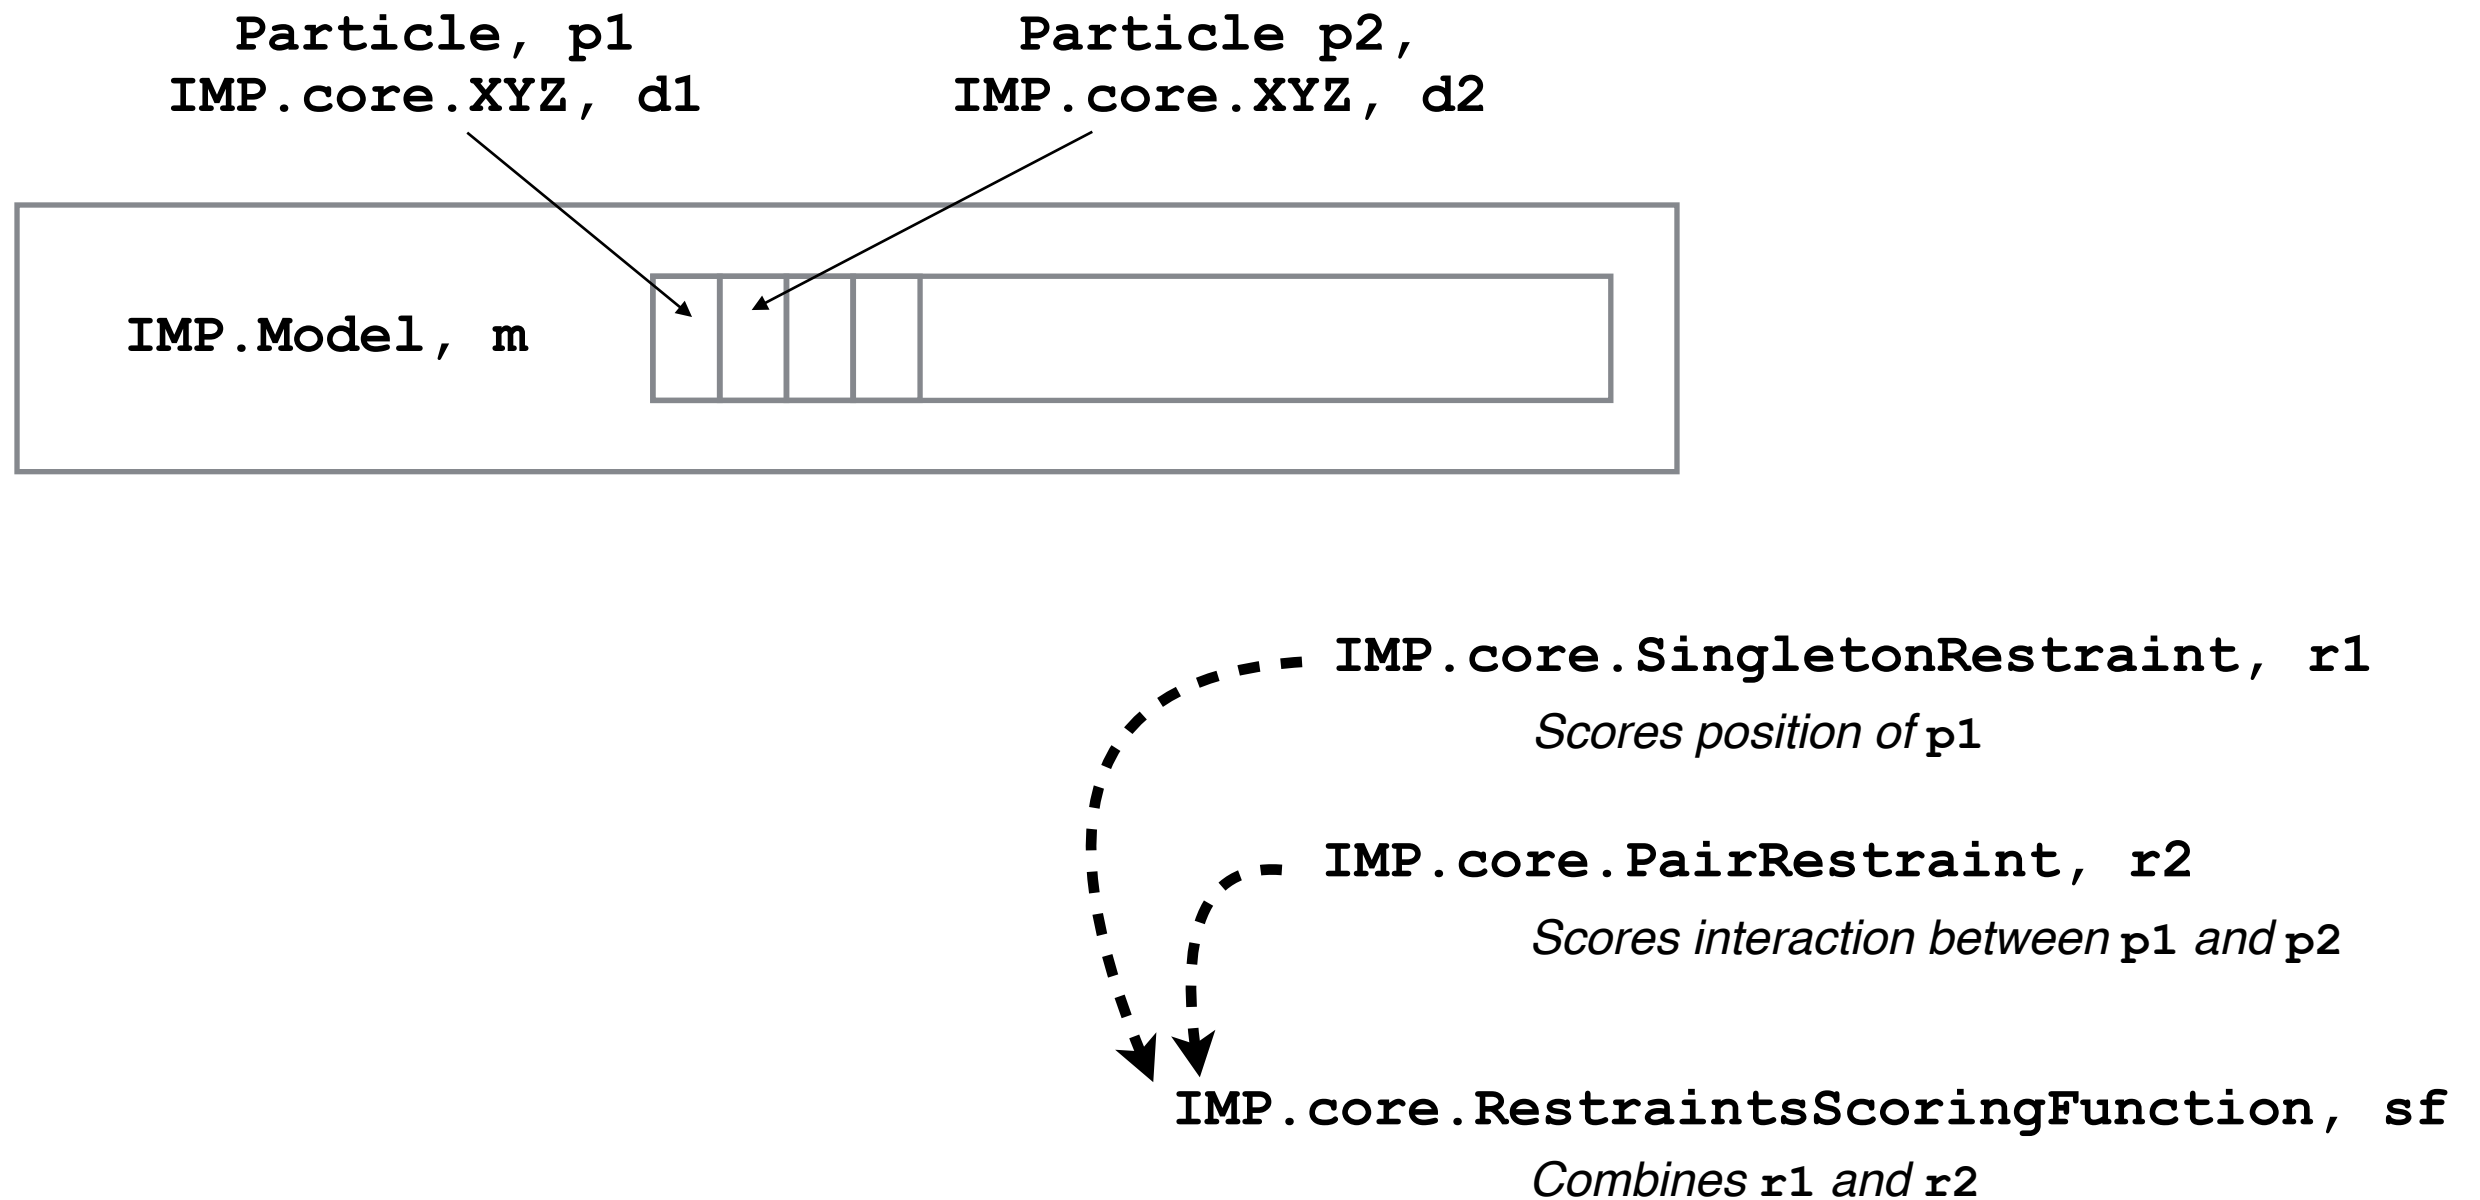 Particle, p1
IMP.core.XYZ, d1
Particle p2,
IMP.core.XYZ, d2
IMP.Model, m
IMP.core.SingletonRestraint, r1
Scores position of p1
IMP.core.PairRestraint, r2
Scores interaction between p1 and p2
IMP.core.RestraintsScoringFunction, sf
Combines r1 and r2